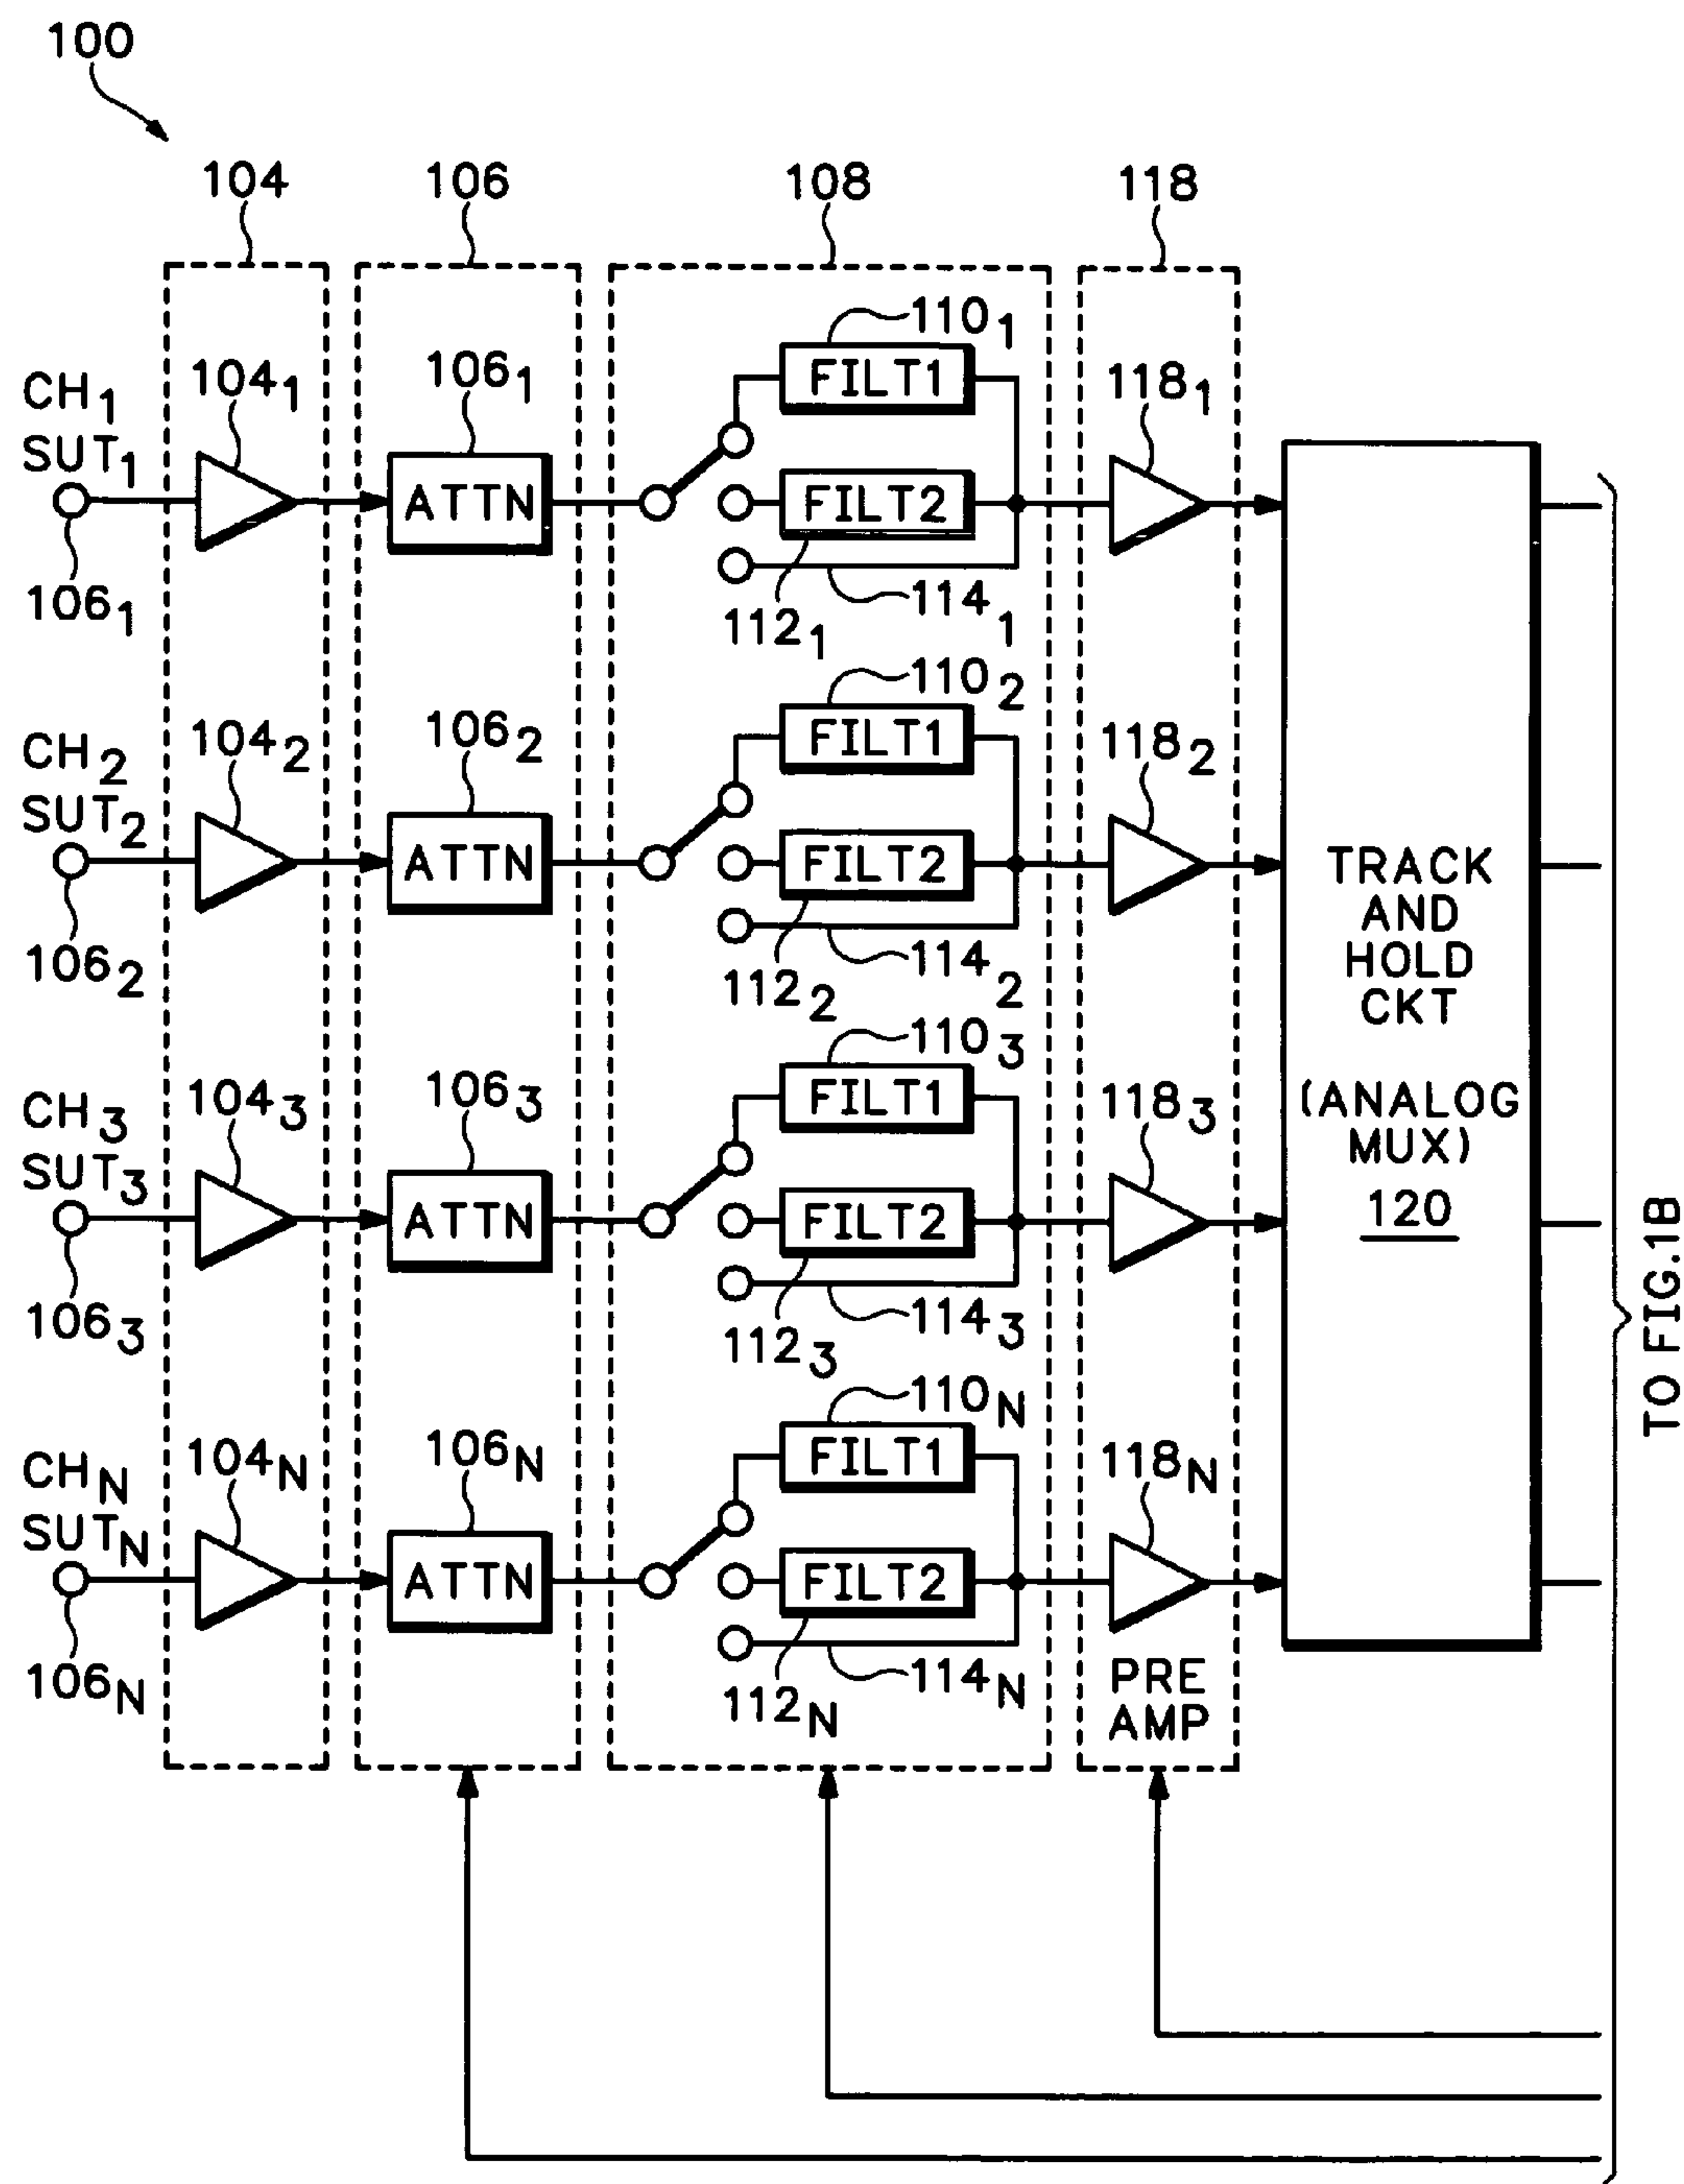 100
104
106
108
118
110₁
FILT1
CH₁
SUT₁
104₁
106₁
118₁
ATTN
FILT2
106₁
112₁
114₁
110₂
FILT1
CH₂
SUT₂
104₂
106₂
118₂
ATTN
FILT2
106₂
112₂
114₂
110₃
FILT1
CH₃
SUT₃
104₃
106₃
118₃
ATTN
FILT2
106₃
112₃
114₃
110N
FILT1
CHN
SUTN
104N
106N
118N
ATTN
FILT2
106N
112N
114N
PRE
AMP
TRACK
AND
HOLD
CKT
(ANALOG
MUX)
120
TO FIG.1B